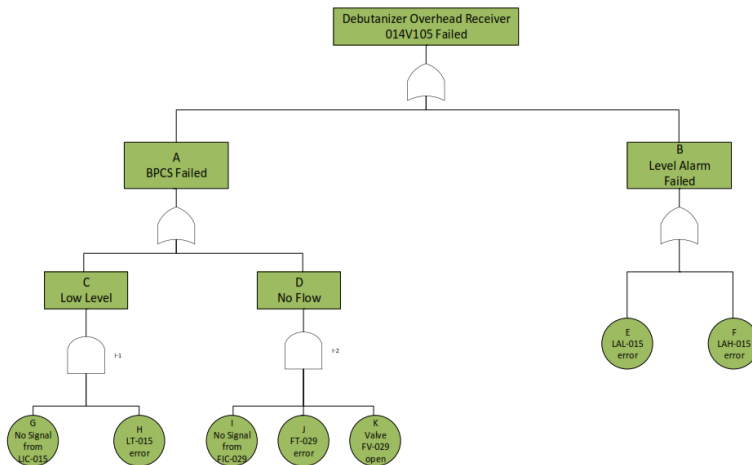 Debutanizer Overhead Receiver
014V105 Failed
A
BPCS Failed
B
Level Alarm
Failed
C
Low Level
D
No Flow
E
LAL-015
error
F
LAH-015
error
I-1
I-2
G
No Signal
from
LIC-015
H
LT-015
error
I
No Signal
from
FIC-029
J
FT-029
error
K
Valve
FV-029
open